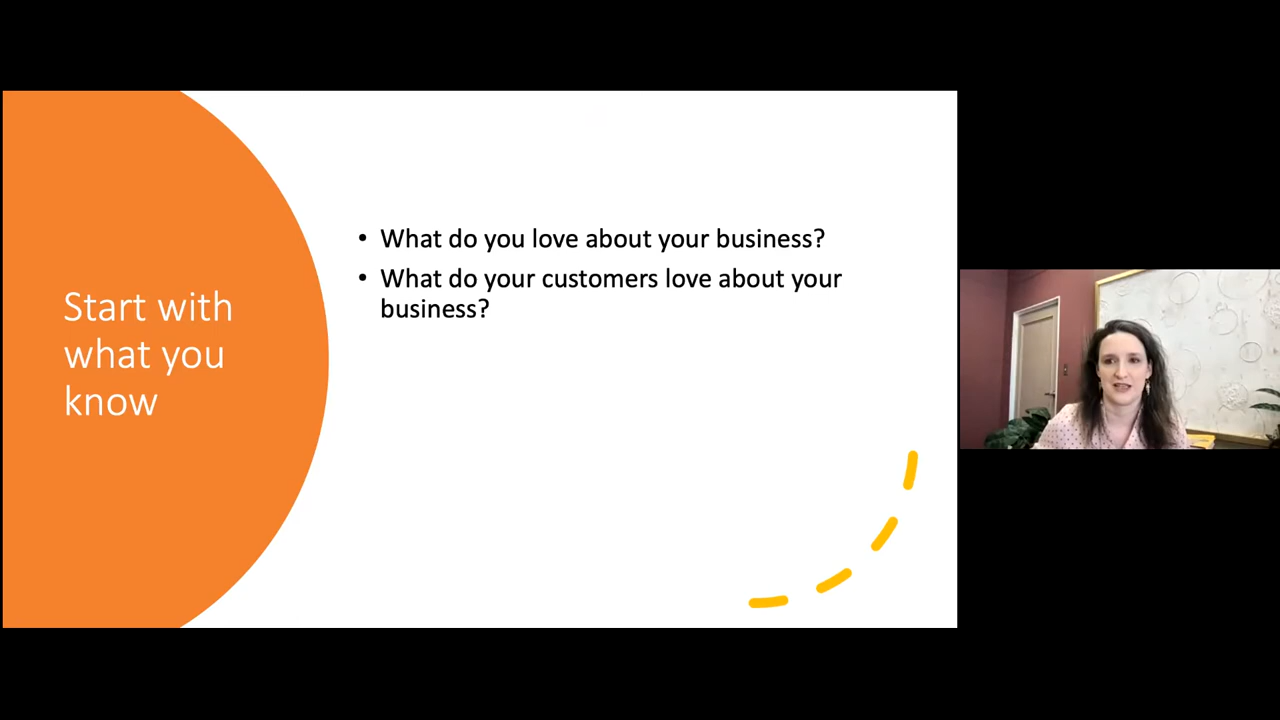 Start with
what you
know
• What do you love about your business?
• What do your customers love about your
business?